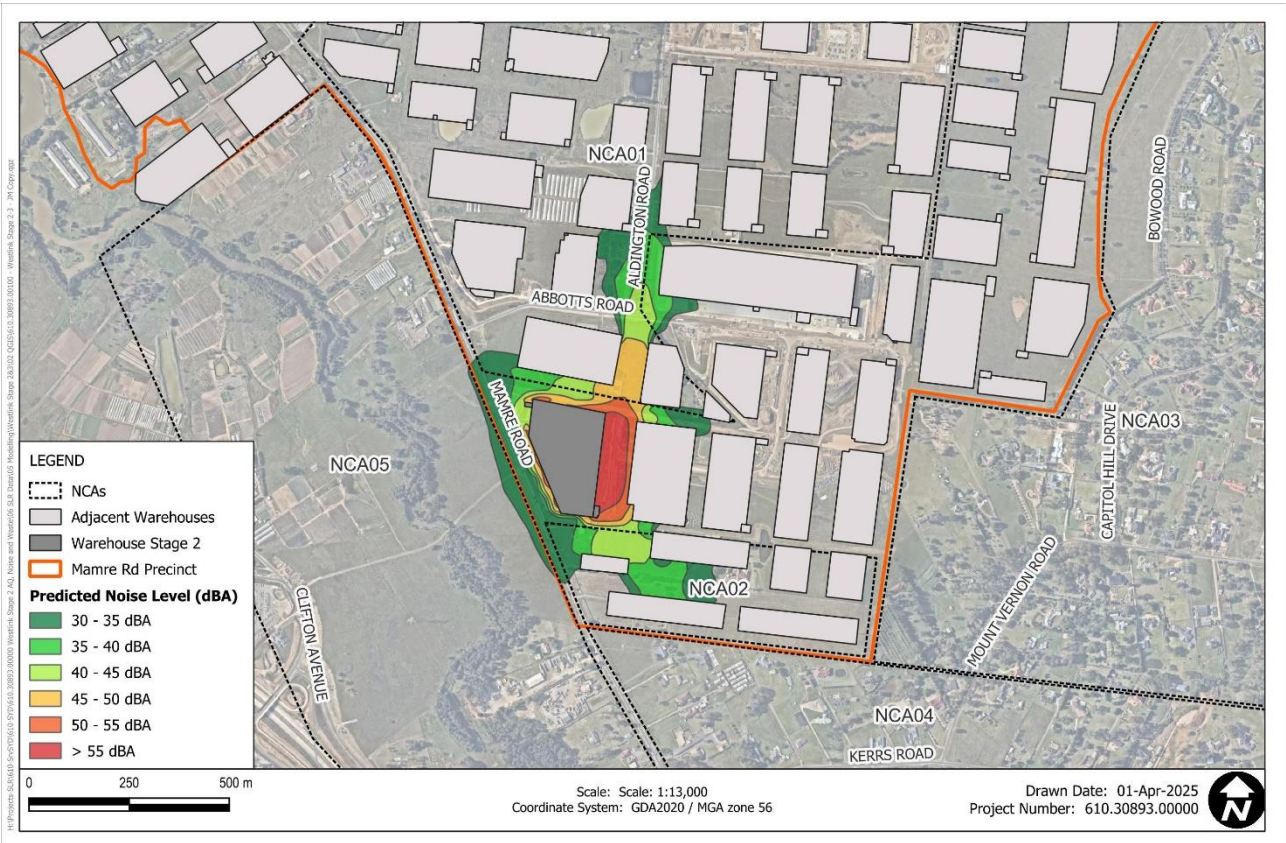 NCA01
ALDINGTON ROAD
BOWOOD ROAD
ABBOTTS ROAD
MAMRE ROAD
NCA03
CAPITOL HILL DRIVE
NCA05
LEGEND
NCAs
Adjacent Warehouses
Warehouse Stage 2
Mamre Rd Precinct
Predicted Noise Level (dBA)
30 - 35 dBA
35 - 40 dBA
40 - 45 dBA
45 - 50 dBA
50 - 55 dBA
> 55 dBA
CLIFTON AVENUE
NCA02
MOUNT VERNON ROAD
NCA04
KERRS ROAD
0 250 500 m
Scale: Scale: 1:13,000
Coordinate System: GDA2020 / MGA zone 56
Drawn Date: 01-Apr-2025
Project Number: 610.30893.00000
N